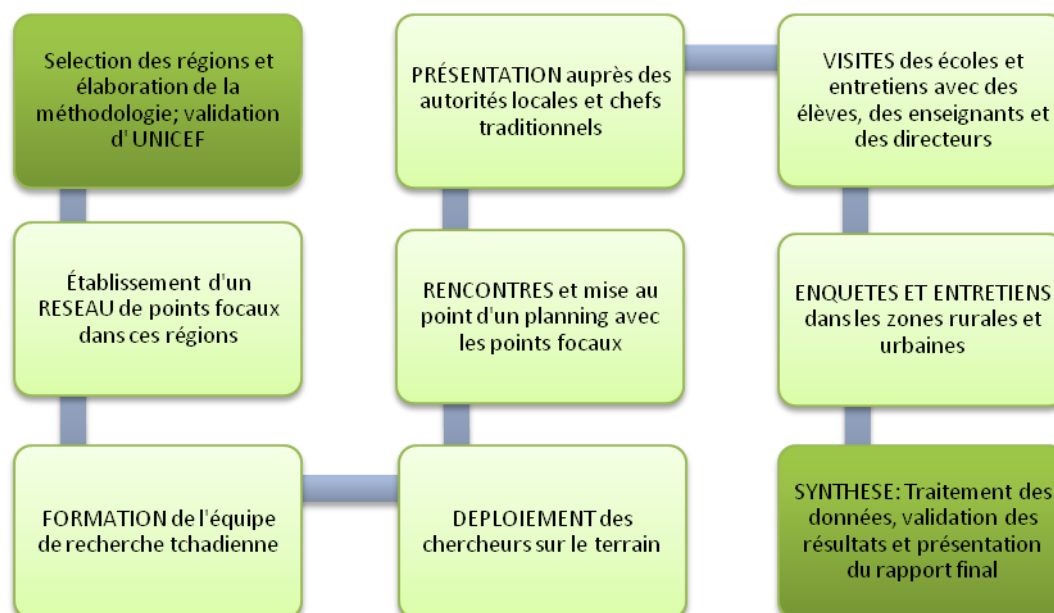 Selection des régions et
élaboration de la
méthodologie; validation
d' UNICEF
Établissement d'un
RESEAU de points focaux
dans ces régions
FORMATION de l'équipe
de recherche tchadienne
DEPLOIEMENT des
chercheurs sur le terrain
RENCONTRES et mise au
point d'un planning avec
les points focaux
PRÉSENTATION auprès des
autorités locales et chefs
traditionnels
VISITES des écoles et
entretiens avec des
élèves, des enseignants et
des directeurs
ENQUETES ET ENTRETIENS
dans les zones rurales et
urbaines
SYNTHESE: Traitement des
données, validation des
résultats et présentation
du rapport final